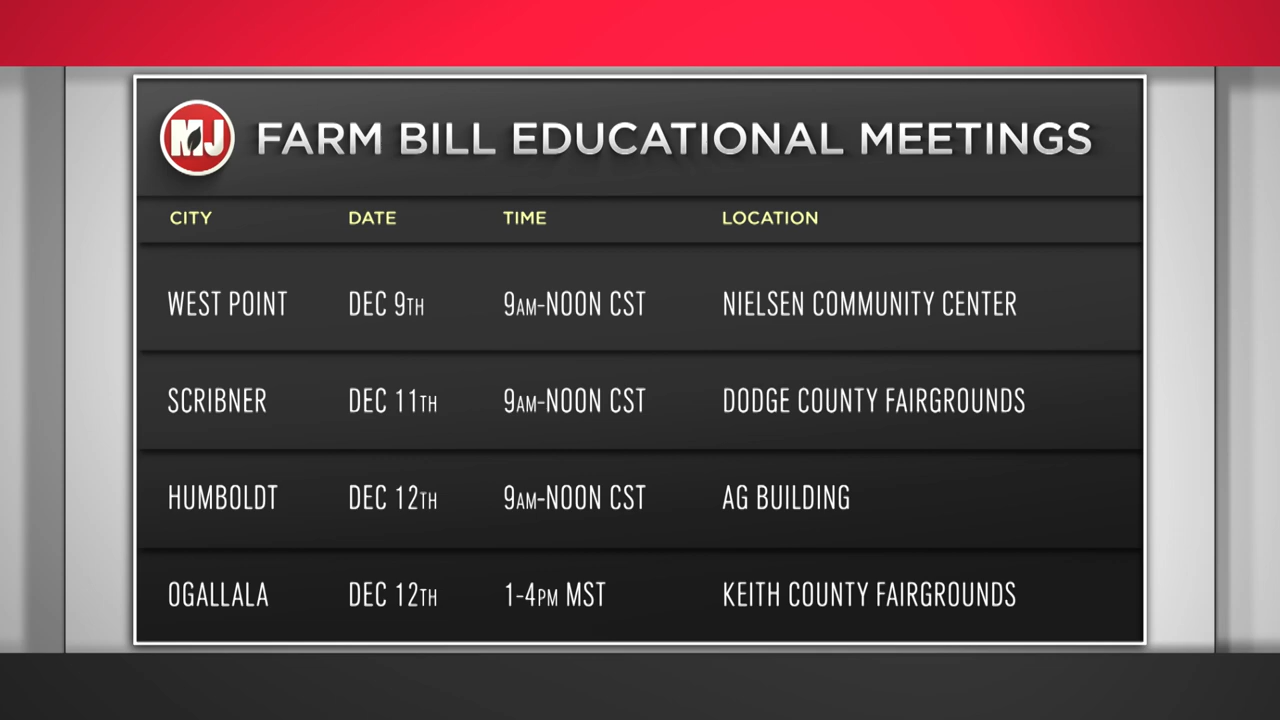 MJ FARM BILL EDUCATIONAL MEETINGS
CITY DATE TIME LOCATION
WEST POINT DEC 9TH 9AM-NOON CST NIELSEN COMMUNITY CENTER
SCRIBNER DEC 11TH 9AM-NOON CST DODGE COUNTY FAIRGROUNDS
HUMBOLDT DEC 12TH 9AM-NOON CST AG BUILDING
OGALLALA DEC 12TH 1-4PM MST KEITH COUNTY FAIRGROUNDS